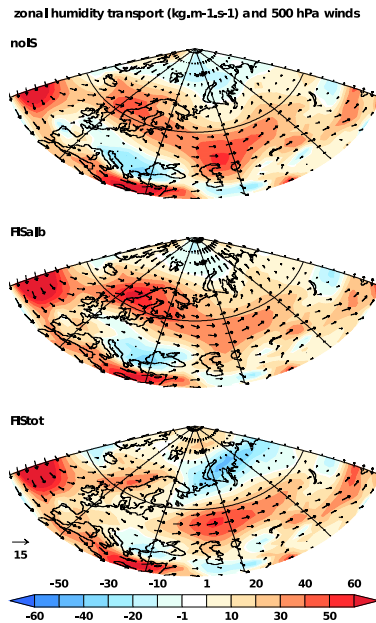 zonal humidity transport (kg.m-1.s-1) and 500 hPa winds
noIS
FISalb
FIStot
15
-50 -30 -10 1 20 40 60
-60 -40 -20 -1 10 30 50